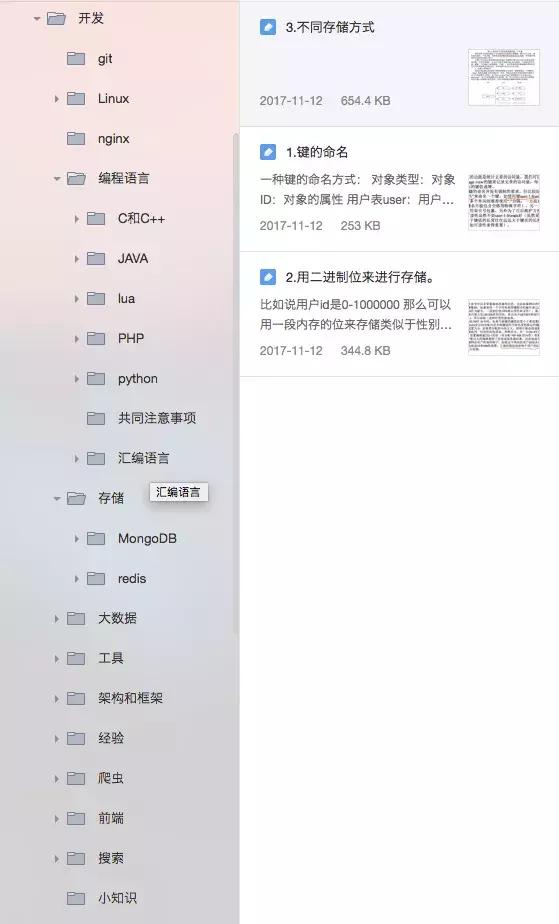 开发
git
Linux
nginx
编程语言
C和C++
JAVA
lua
PHP
python
共同注意事项
汇编语言
存储
汇编语言
MongoDB
redis
大数据
工具
架构和框架
经验
爬虫
前端
搜索
小知识
3.不同存储方式
2017-11-12 654.4 KB
1.键的命名
一种键的命名方式： 对象类型：对象
ID：对象的属性 用户表user：用户...
2017-11-12 253 KB
2.用二进制位来进行存储。
比如说用户id是0-1000000 那么可以
用一段内存的位来存储类似于性别...
2017-11-12 344.8 KB